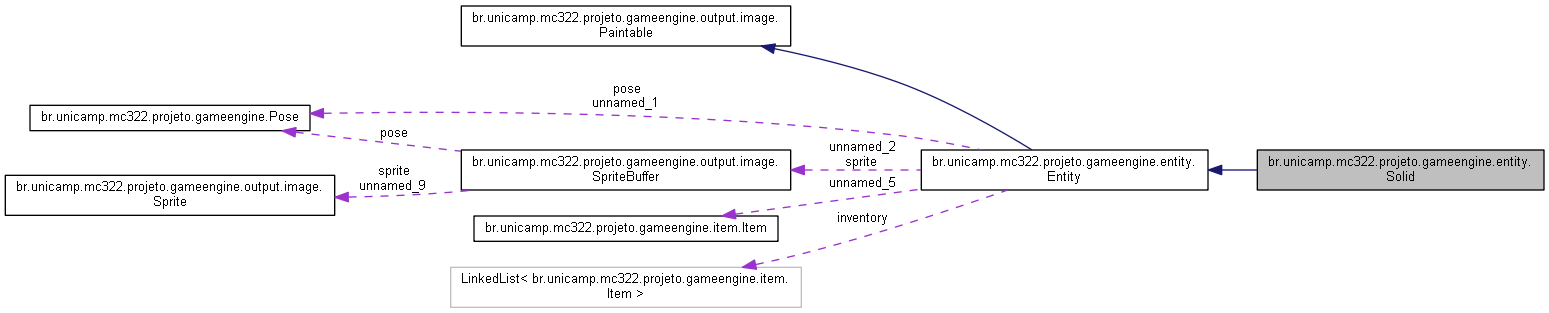 br.unicamp.mc322.projeto.gameengine.output.image.
Paintable
pose
unnamed_1
br.unicamp.mc322.projeto.gameengine.Pose
pose
unnamed_2
sprite
br.unicamp.mc322.projeto.gameengine.output.image.
SpriteBuffer
br.unicamp.mc322.projeto.gameengine.entity.
Entity
br.unicamp.mc322.projeto.gameengine.entity.
Solid
sprite
unnamed_9
br.unicamp.mc322.projeto.gameengine.output.image.
Sprite
unnamed_5
inventory
br.unicamp.mc322.projeto.gameengine.item.Item
LinkedList< br.unicamp.mc322.projeto.gameengine.item.
Item >